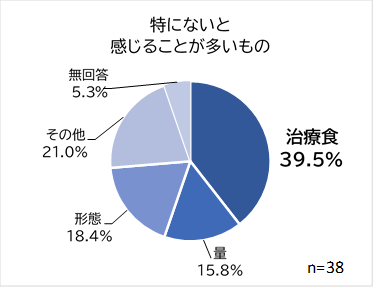 特にないと
感じることが多いもの
無回答
5.3%
その他
21.0%
形態
18.4%
量
15.8%
治療食
39.5%
n=38